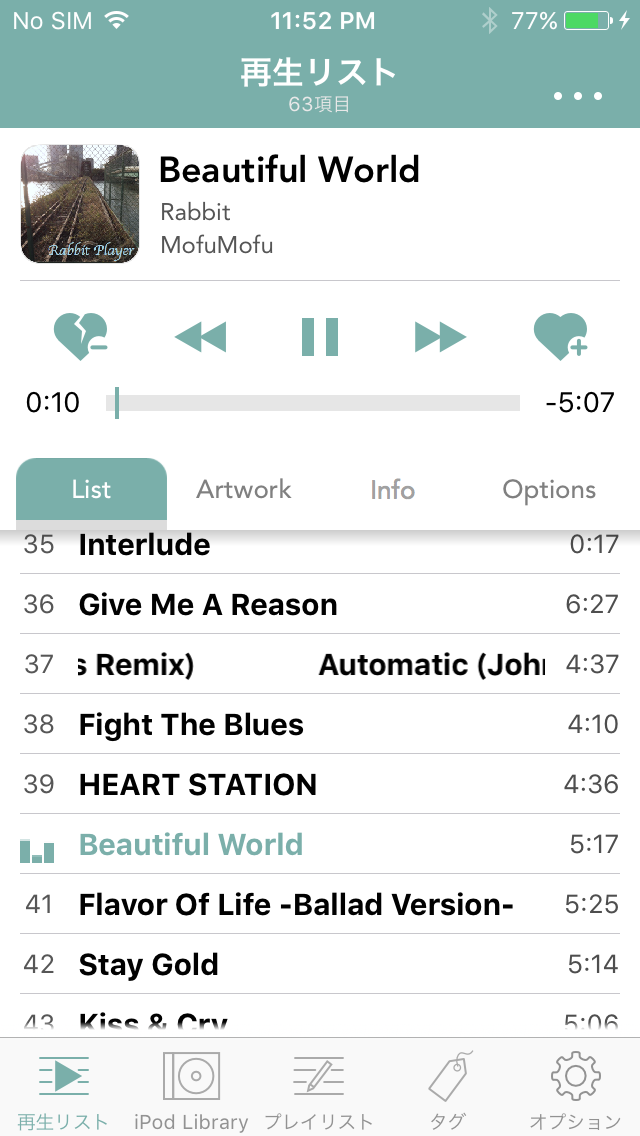 No SIM 11:52 PM 77%
再生リスト
63項目
Beautiful World
Rabbit
MofuMofu
Rabbit Player
0:10 -5:07
List Artwork Info Options
35 Interlude 0:17
36 Give Me A Reason 6:27
37 s Remix) Automatic (John 4:37
38 Fight The Blues 4:10
39 HEART STATION 4:36
Beautiful World 5:17
41 Flavor Of Life -Ballad Version- 5:25
42 Stay Gold 5:14
43 Kiss & Cry 5:06
再生リスト iPod Library プレイリスト タグ オプション